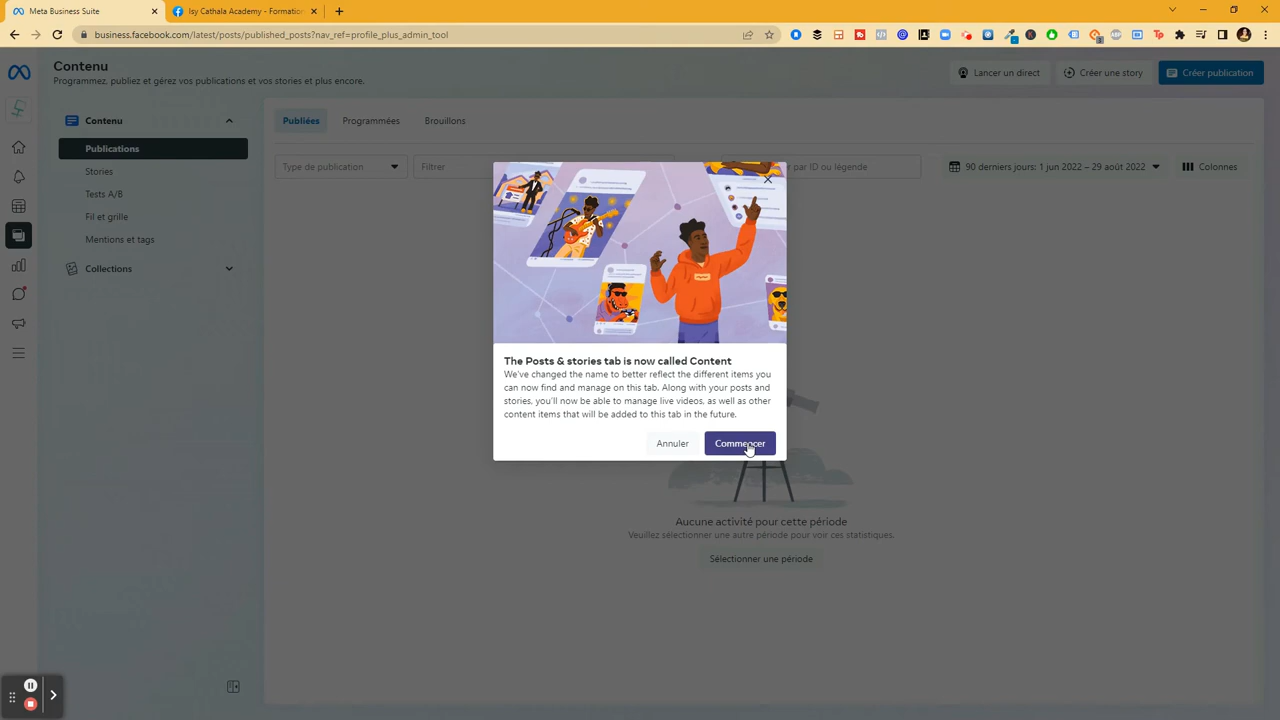 Meta Business Suite
Isy Cathala Academy - Formation
business.facebook.com/latest/posts/published_posts?nav_ref=profile_plus_admin_tool
Contenu
Programmez, publiez et gérez vos publications et vos stories et plus encore.
Lancer un direct
Créer une story
Créer publication
Contenu
Publications
Stories
Tests A/B
Fil et grille
Mentions et tags
Collections
Publiées
Programmées
Brouillons
Type de publication
Filtrer
par ID ou légende
90 derniers jours: 1 jun 2022 – 29 août 2022
Colonnes
The Posts & stories tab is now called Content
We've changed the name to better reflect the different items you
can now find and manage on this tab. Along with your posts and
stories, you'll now be able to manage live videos, as well as other
content items that will be added to this tab in the future.
Annuler
Commencer
Aucune activité pour cette période
Veuillez sélectionner une autre période pour voir ces statistiques.
Sélectionner une période